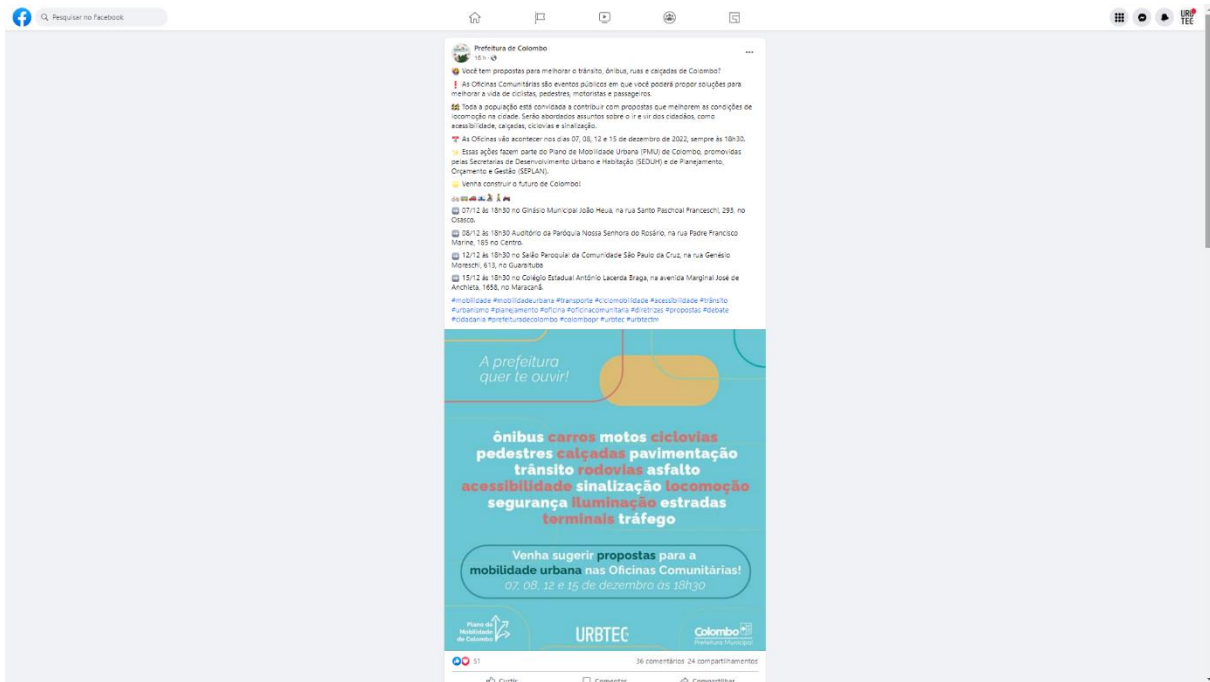 Pesquisar no Facebook
URB
TEC
Prefeitura de Colombo
18 h ·
Você tem propostas para melhorar o trânsito, ônibus, ruas e calçadas de Colombo?
As Oficinas Comunitárias são eventos públicos em que você poderá propor soluções para
melhorar a vida de ciclistas, pedestres, motoristas e passageiros.
Toda a população está convidada a contribuir com propostas que melhorem as condições de
locomoção na cidade. Serão abordados assuntos sobre o ir e vir dos cidadãos, como
acessibilidade, calçadas, ciclovias e sinalização.
As Oficinas vão acontecer nos dias 07, 08, 12 e 15 de dezembro de 2022, sempre às 18h30.
Essas ações fazem parte do Plano de Mobilidade Urbana (PMU) de Colombo, promovidas
pelas Secretarias de Desenvolvimento Urbano e Habitação (SEDUH) e de Planejamento,
Orçamento e Gestão (SEPLAN).
Venha construir o futuro de Colombo!
07/12 às 18h30 no Ginásio Municipal João Heua, na rua Santo Paschoal Franceschi, 293, no
Osasco.
08/12 às 18h30 Auditório da Paróquia Nossa Senhora do Rosário, na rua Padre Francisco
Marine, 185 no Centro.
12/12 às 18h30 no Salão Paroquial da Comunidade São Paulo da Cruz, na rua Genésio
Moreschi, 613, no Guaraituba
15/12 às 18h30 no Colégio Estadual Antônio Lacerda Braga, na avenida Marginal José de
Anchieta, 1658, no Maracanã.
#mobilidade #mobilidadeurbana #transporte #ciclomobilidade #acessibilidade #trânsito
#urbanismo #planejamento #oficina #oficinacomunitaria #diretrizes #propostas #debate
#cidadania #prefeituradecolombo #colombopr #urbtec #urbtectm
A prefeitura
quer te ouvir!
ônibus carros motos ciclovias
pedestres calçadas pavimentação
trânsito rodovias asfalto
acessibilidade sinalização locomoção
segurança iluminação estradas
terminais tráfego
Venha sugerir propostas para a
mobilidade urbana nas Oficinas Comunitárias!
07, 08, 12 e 15 de dezembro às 18h30
Plano de
Mobilidade
de Colombo
URBTEC
Colombo
Prefeitura Municipal
51
36 comentários 24 compartilhamentos
Curtir
Comentar
Compartilhar